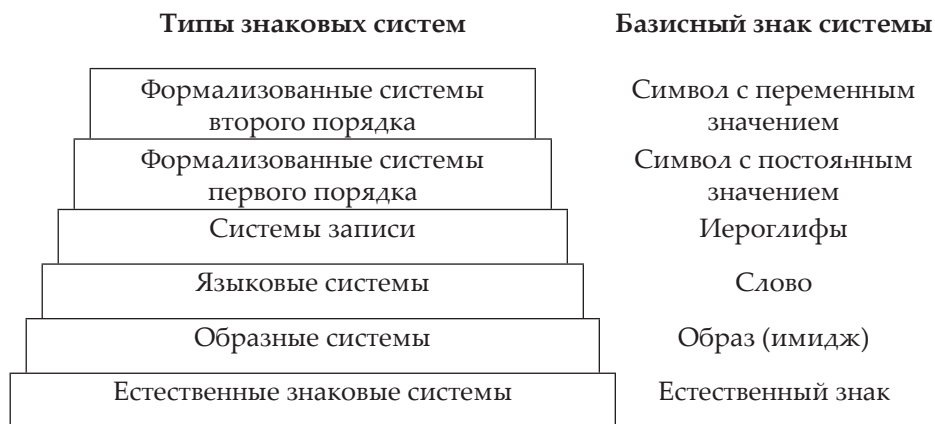 Типы знаковых систем Базисный знак системы
Формализованные системы Символ с переменным
второго порядка значением
Формализованные системы Символ с постоянным
первого порядка значением
Системы записи Иероглифы
Языковые системы Слово
Образные системы Образ (имидж)
Естественные знаковые системы Естественный знак